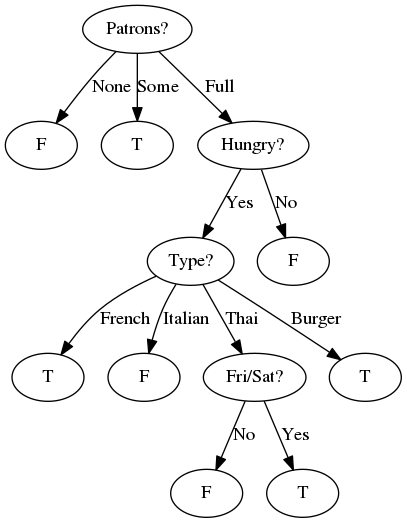 Patrons?
None Some Full
F T Hungry?
Yes No
Type? F
French Italian Thai Burger
T F Fri/Sat? T
No Yes
F T